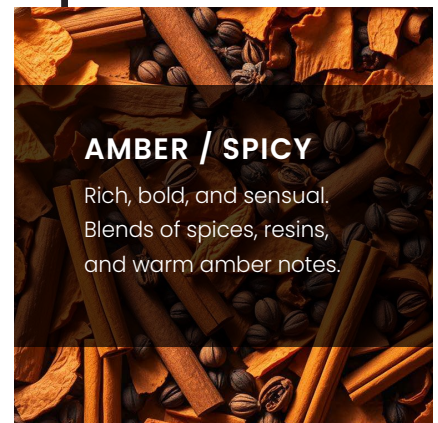 AMBER / SPICY
Rich, bold, and sensual.
Blends of spices, resins,
and warm amber notes.